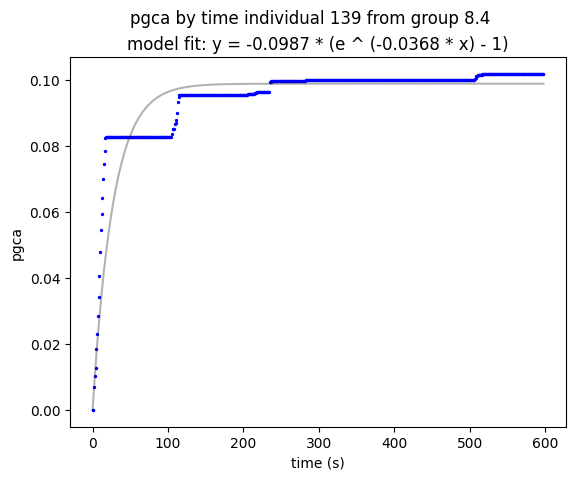 pgca by time individual 139 from group 8.4
model fit: y = -0.0987 * (e ^ (-0.0368 * x) - 1)
0.10
0.08
0.06
0.04
0.02
0.00
pgca
0 100 200 300 400 500 600
time (s)